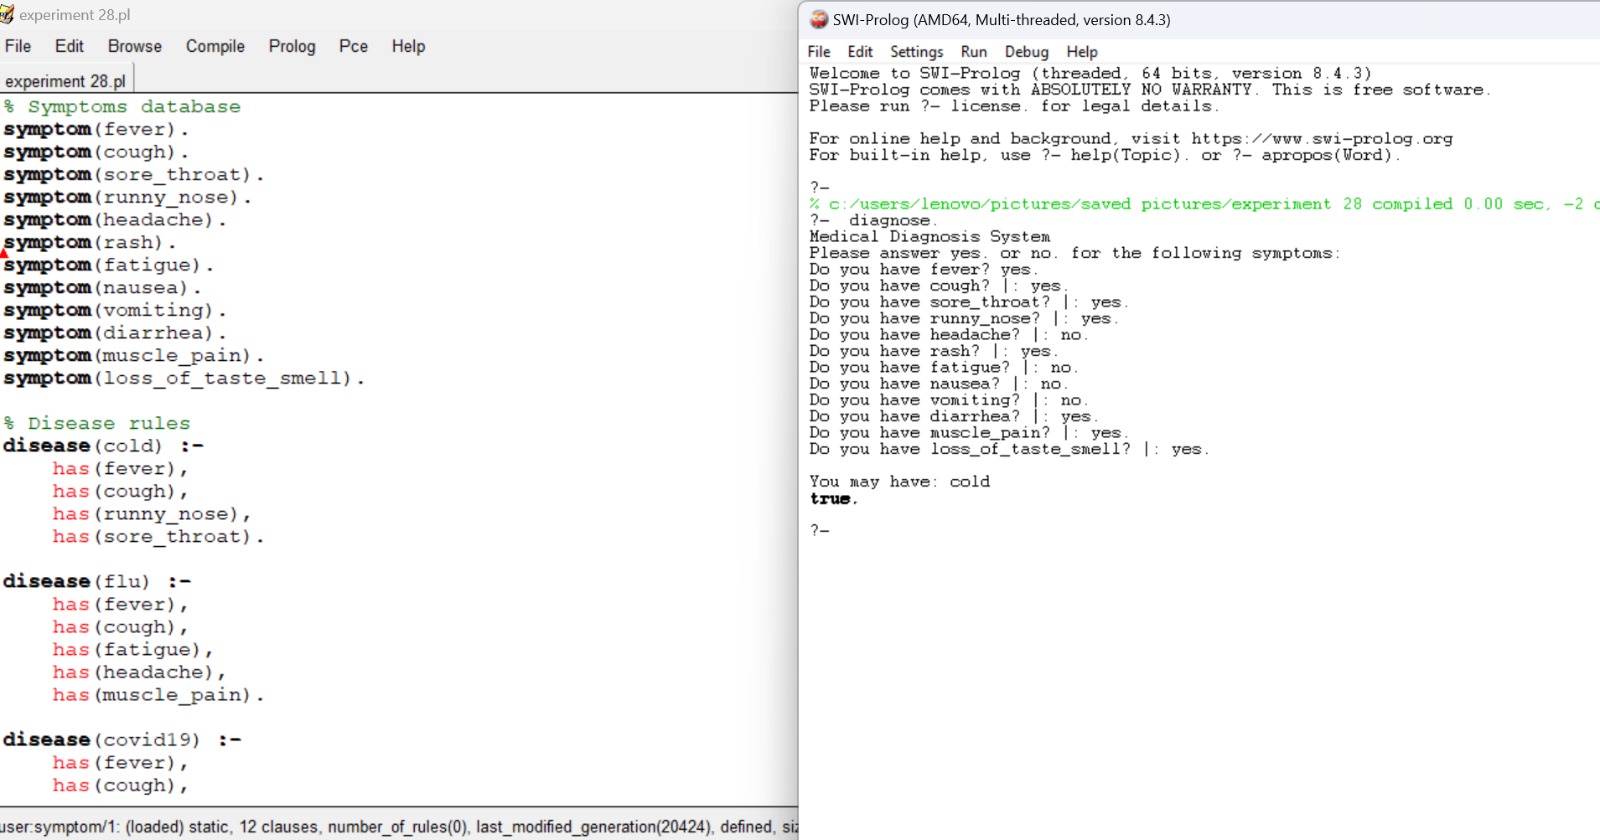 experiment 28.pl
File Edit Browse Compile Prolog Pce Help
experiment 28.pl
% Symptoms database
symptom(fever).
symptom(cough).
symptom(sore_throat).
symptom(runny_nose).
symptom(headache).
symptom(rash).
symptom(fatigue).
symptom(nausea).
symptom(vomiting).
symptom(diarrhea).
symptom(muscle_pain).
symptom(loss_of_taste_smell).
% Disease rules
disease(cold) :-
has(fever),
has(cough),
has(runny_nose),
has(sore_throat).
disease(flu) :-
has(fever),
has(cough),
has(fatigue),
has(headache),
has(muscle_pain).
disease(covid19) :-
has(fever),
has(cough),
user:symptom/1: (loaded) static, 12 clauses, number_of_rules(0), last_modified_generation(20424), defined, siz
SWI-Prolog (AMD64, Multi-threaded, version 8.4.3)
File Edit Settings Run Debug Help
Welcome to SWI-Prolog (threaded, 64 bits, version 8.4.3)
SWI-Prolog comes with ABSOLUTELY NO WARRANTY. This is free software.
Please run ?- license. for legal details.
For online help and background, visit https://www.swi-prolog.org
For built-in help, use ?- help(Topic). or ?- apropos(Word).
?-
% c:/users/lenovo/pictures/saved pictures/experiment 28 compiled 0.00 sec, -2 c
?- diagnose.
Medical Diagnosis System
Please answer yes. or no. for the following symptoms:
Do you have fever? yes.
Do you have cough? |: yes.
Do you have sore_throat? |: yes.
Do you have runny_nose? |: yes.
Do you have headache? |: no.
Do you have rash? |: yes.
Do you have fatigue? |: no.
Do you have nausea? |: no.
Do you have vomiting? |: no.
Do you have diarrhea? |: yes.
Do you have muscle_pain? |: yes.
Do you have loss_of_taste_smell? |: yes.
You may have: cold
true.
?-